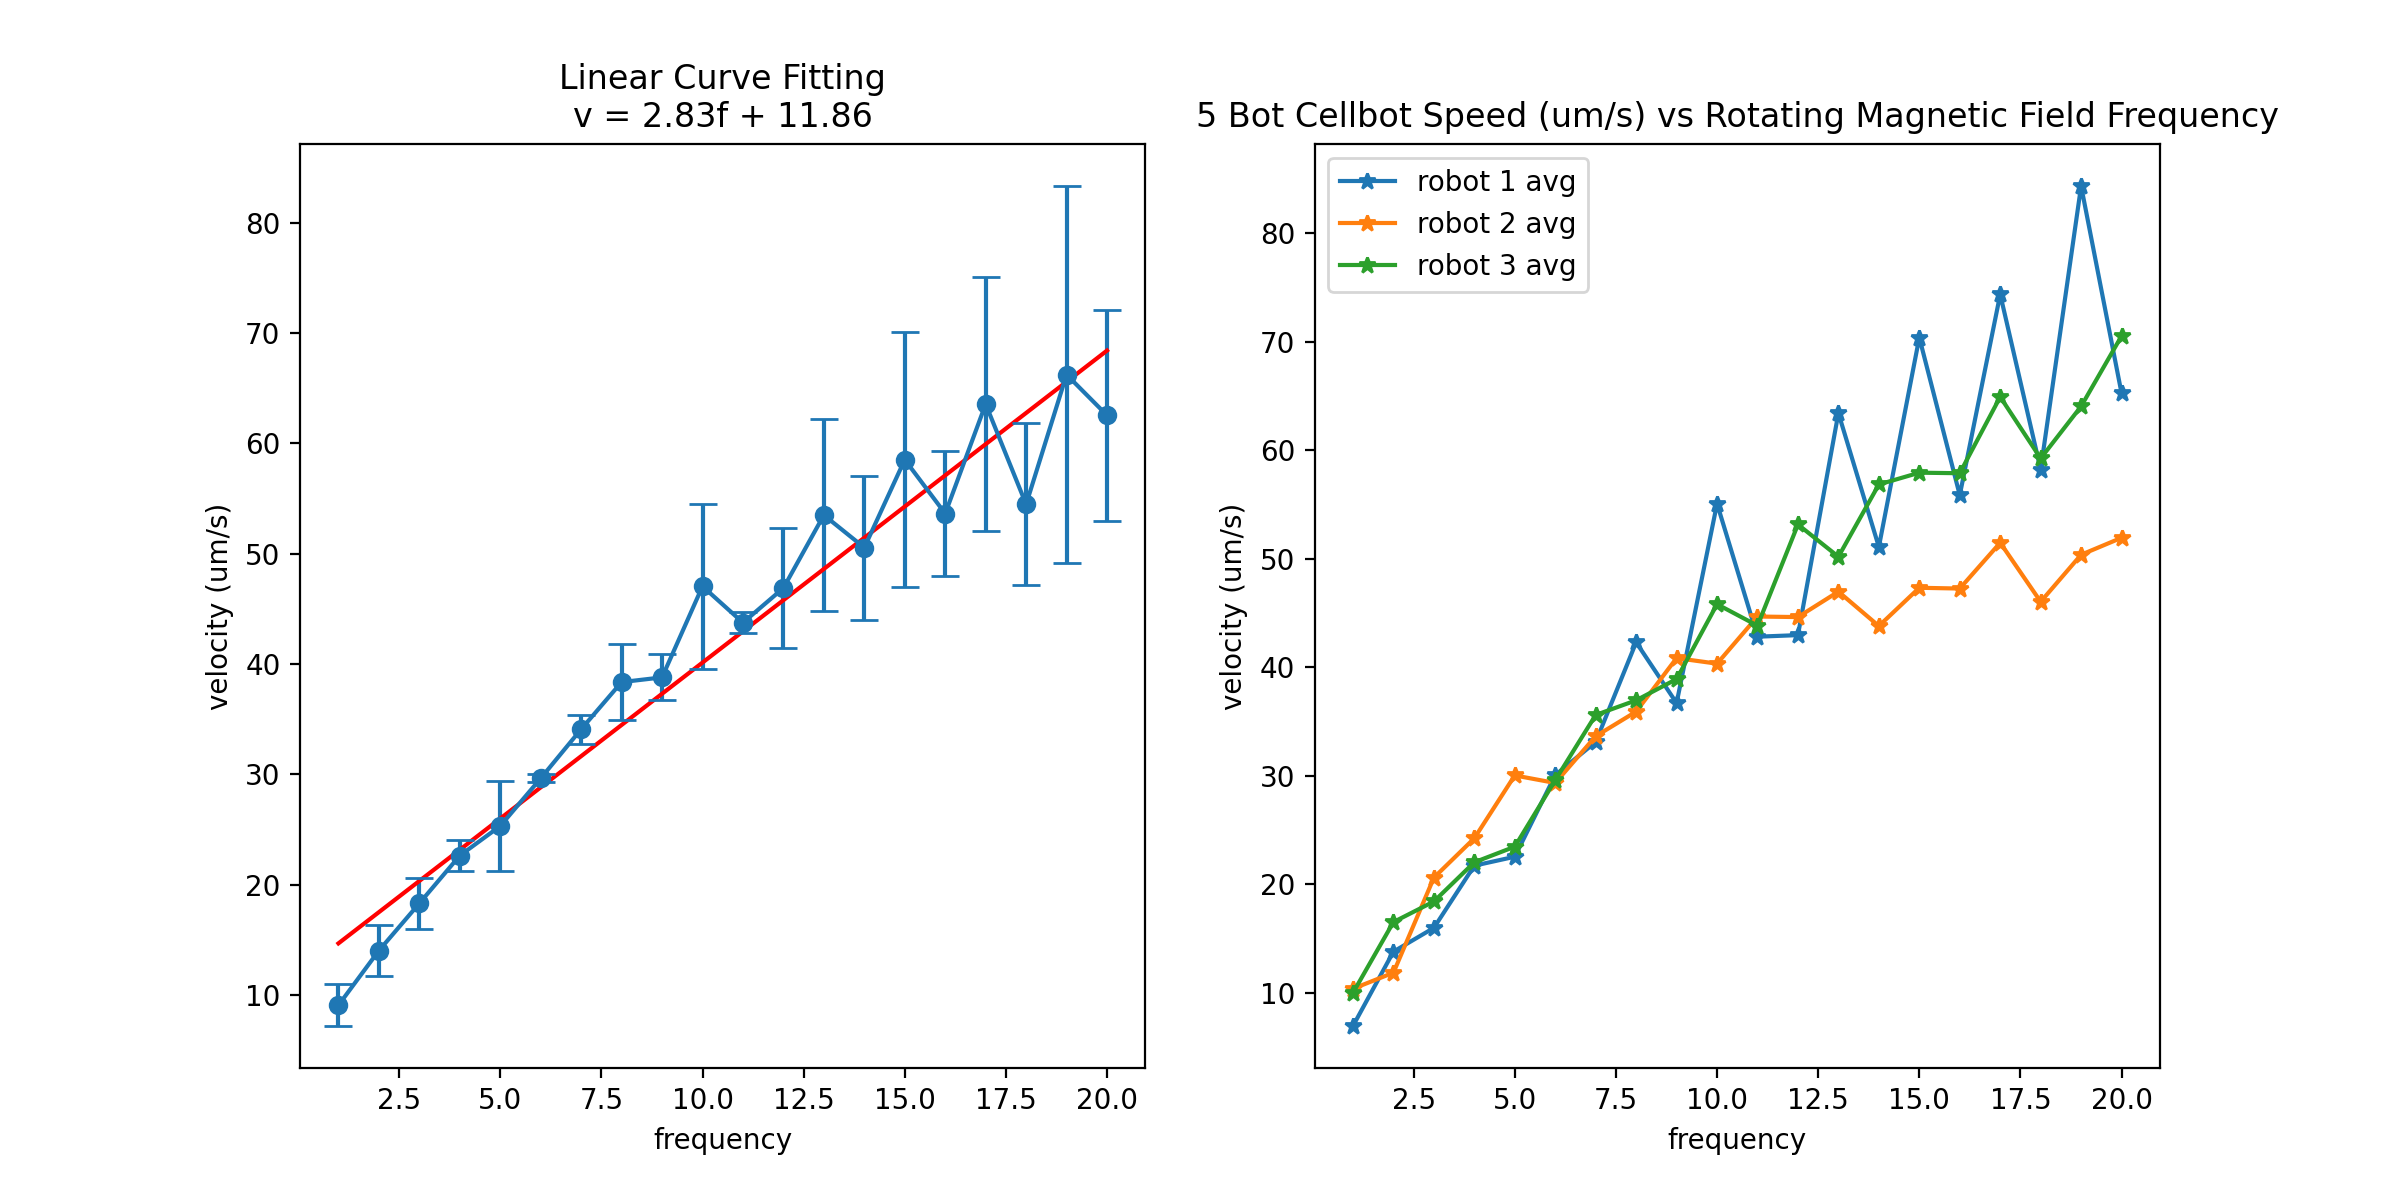 Linear Curve Fitting
v = 2.83f + 11.86
80
70
60
50
40
30
20
10
velocity (um/s)
2.5 5.0 7.5 10.0 12.5 15.0 17.5 20.0
frequency
5 Bot Cellbot Speed (um/s) vs Rotating Magnetic Field Frequency
robot 1 avg
robot 2 avg
robot 3 avg
80
70
60
50
40
30
20
10
velocity (um/s)
2.5 5.0 7.5 10.0 12.5 15.0 17.5 20.0
frequency